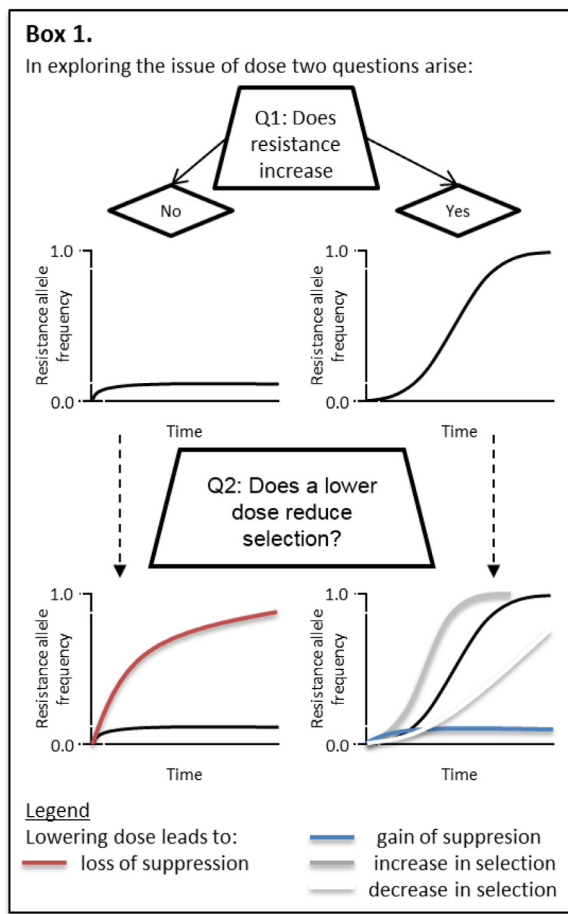 Box 1.
In exploring the issue of dose two questions arise:
Q1: Does
resistance
increase
No
Yes
1.0
Resistance allele
frequency
0.0
Time
1.0
Resistance allele
frequency
0.0
Time
Q2: Does a lower
dose reduce
selection?
1.0
Resistance allele
frequency
0.0
Time
1.0
Resistance allele
frequency
0.0
Time
Legend
Lowering dose leads to:
loss of suppression
gain of suppresion
increase in selection
decrease in selection